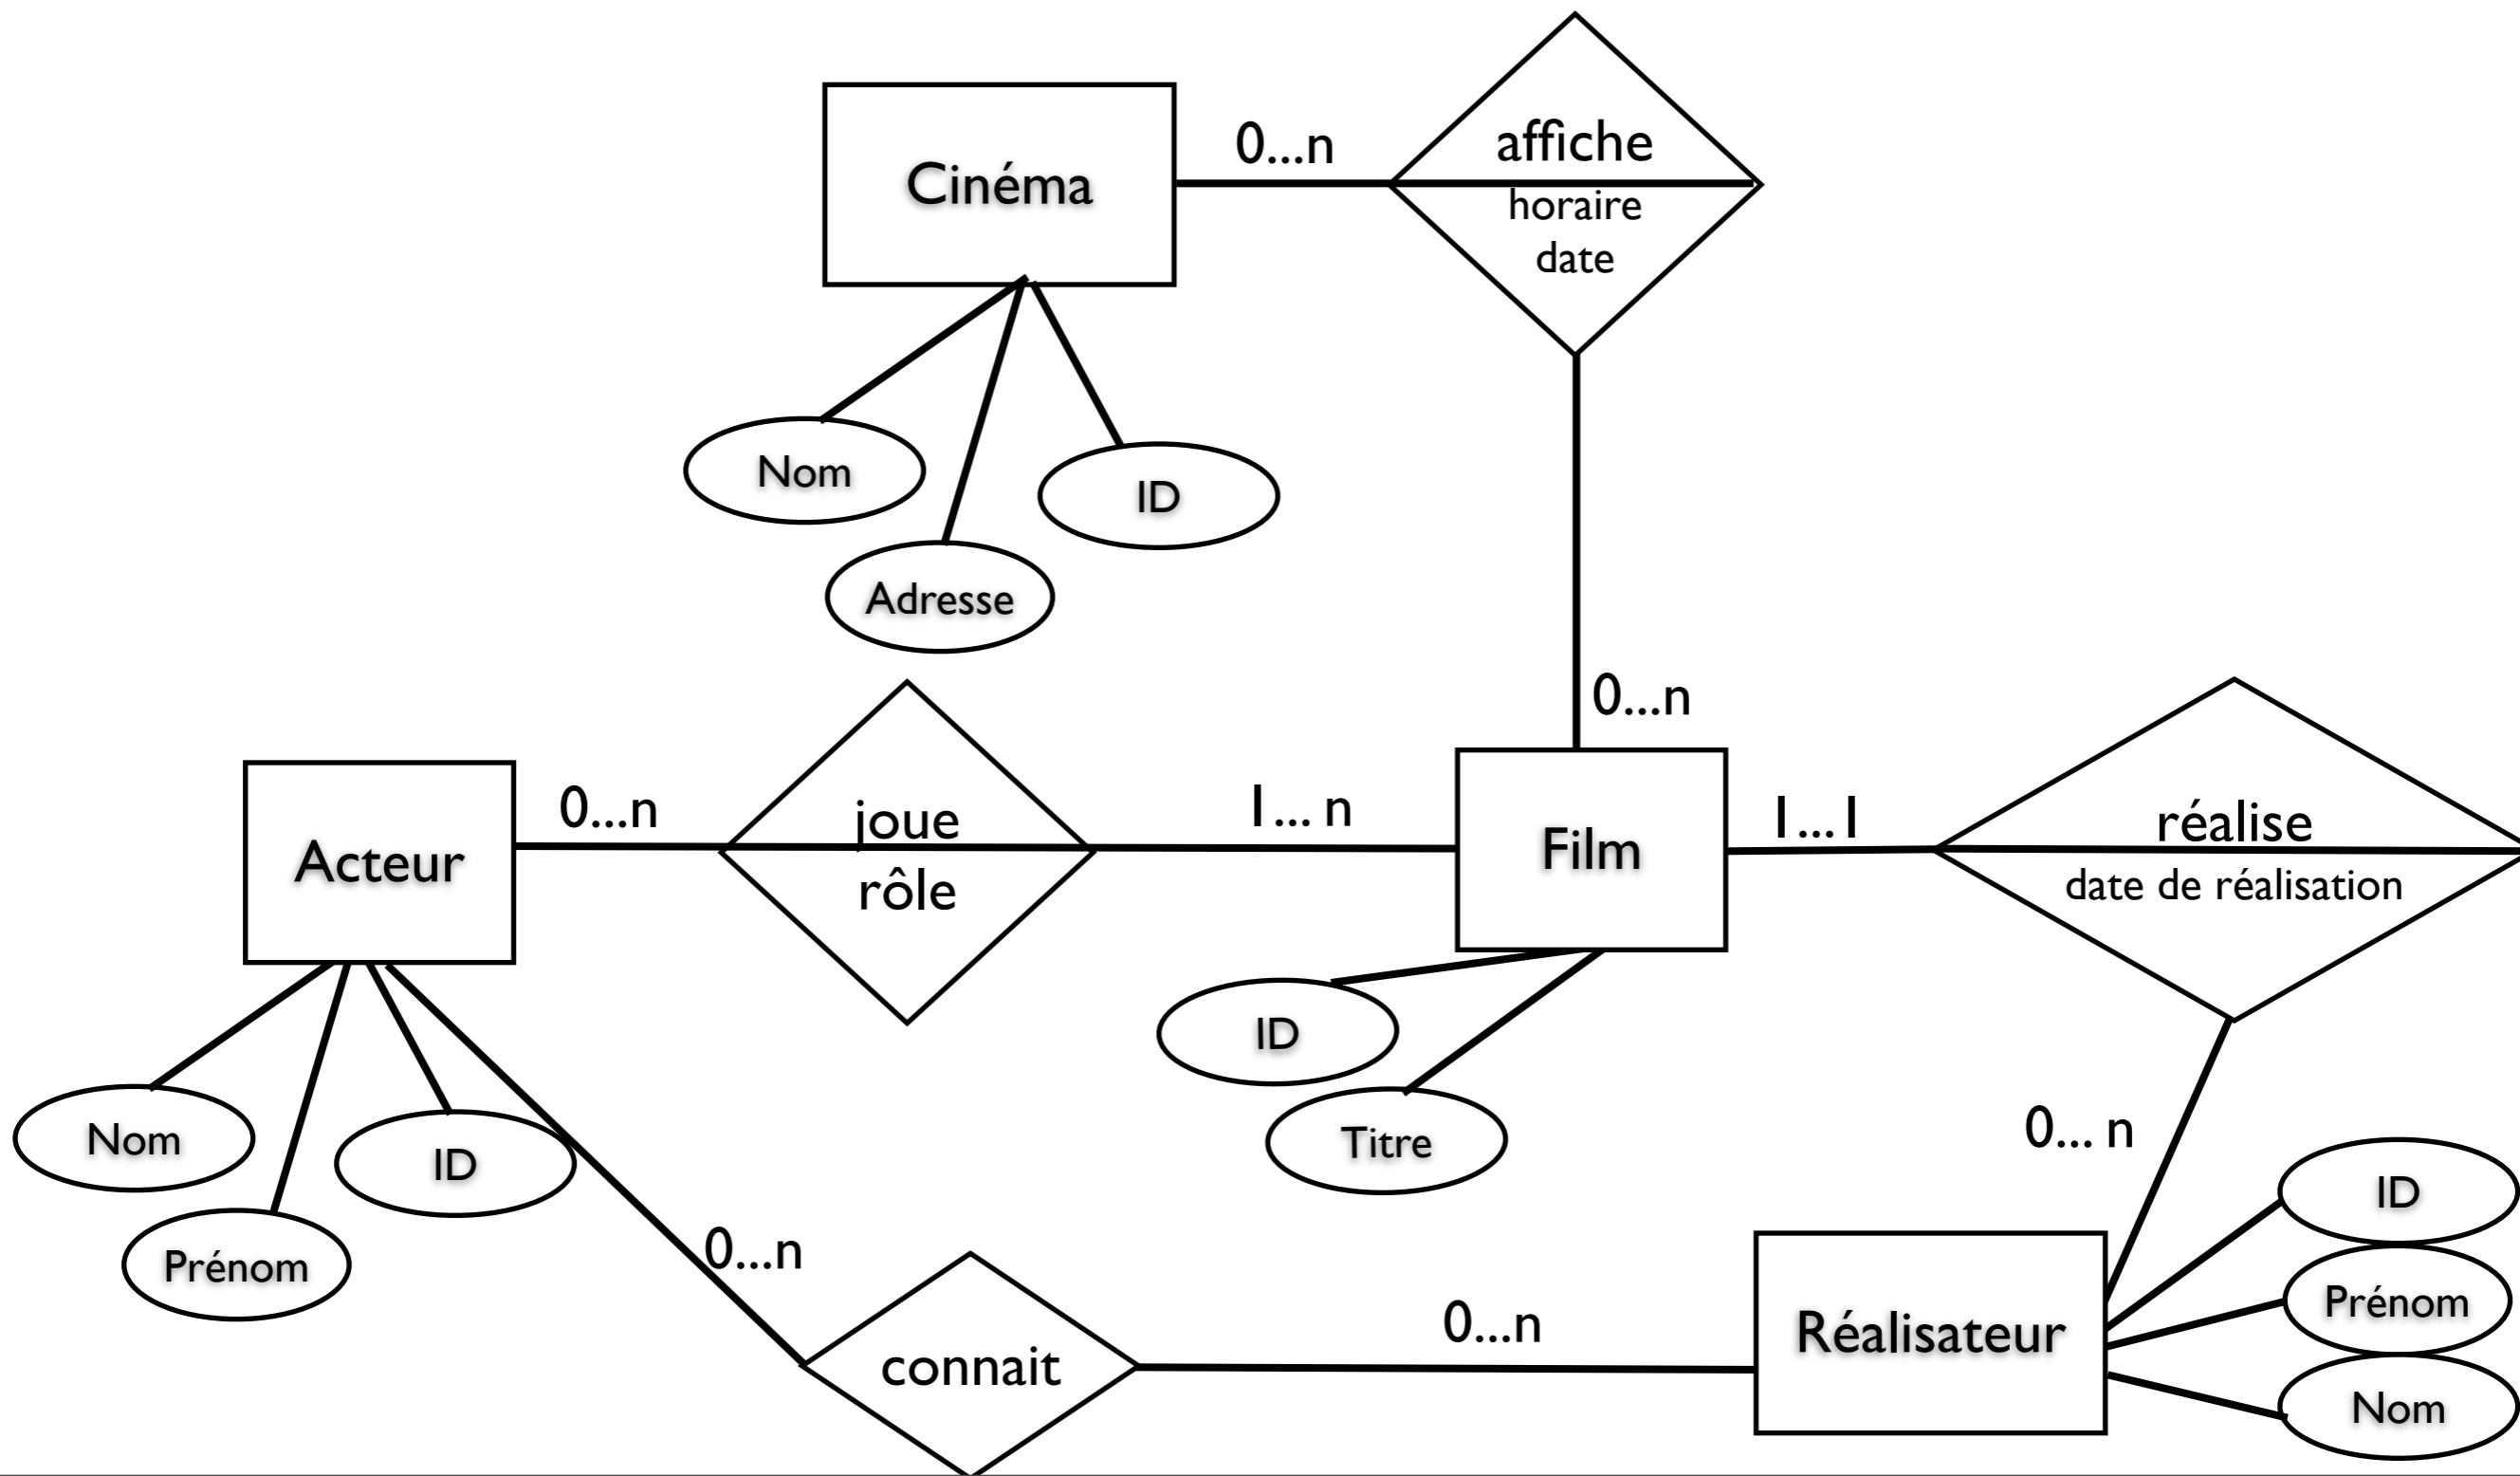 affiche
0...n
Cinéma
horaire
date
Nom
ID
Adresse
0...n
0...n
joue
1... n
1...1
réalise
Acteur
Film
rôle
date de réalisation
ID
Nom
ID
Titre
0... n
Prénom
0...n
ID
0...n
Prénom
Réalisateur
connait
Nom